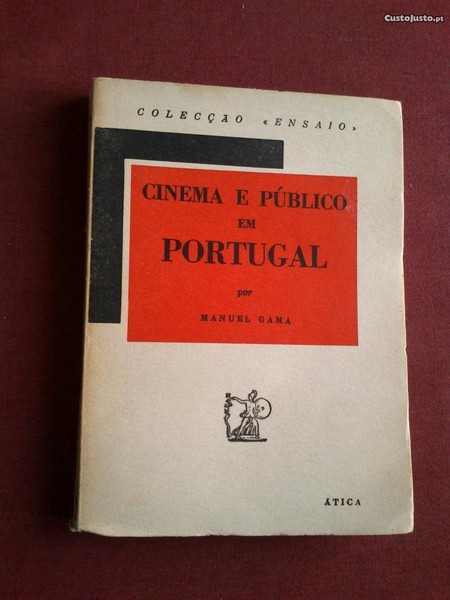 CustoJusto.pt
COLECÇÃO «ENSAIO»
CINEMA E PÚBLICO
EM
PORTUGAL
por
MANUEL GAMA
ÁTICA